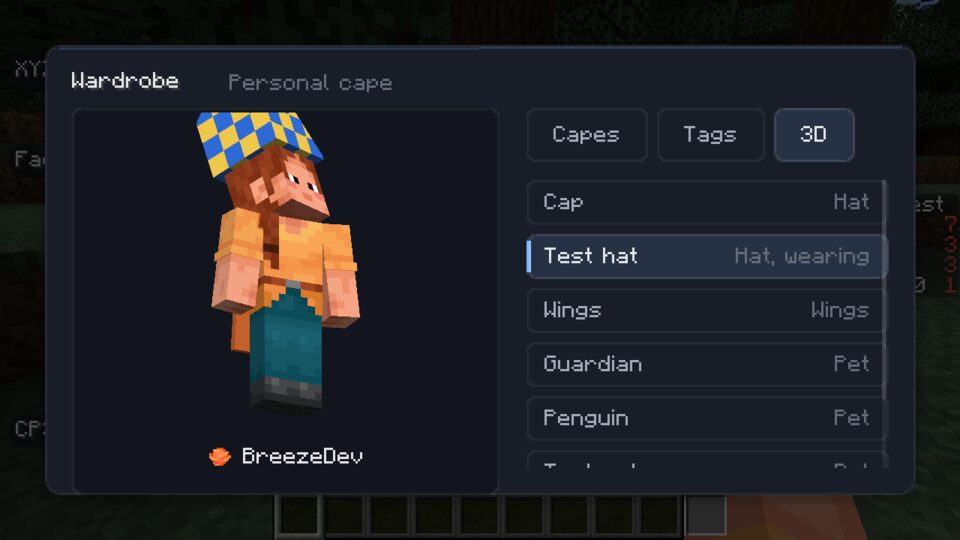 Wardrobe Personal cape
Capes Tags 3D
Cap Hat
Test hat Hat, wearing
Wings Wings
Guardian Pet
Penguin Pet
BreezeDev